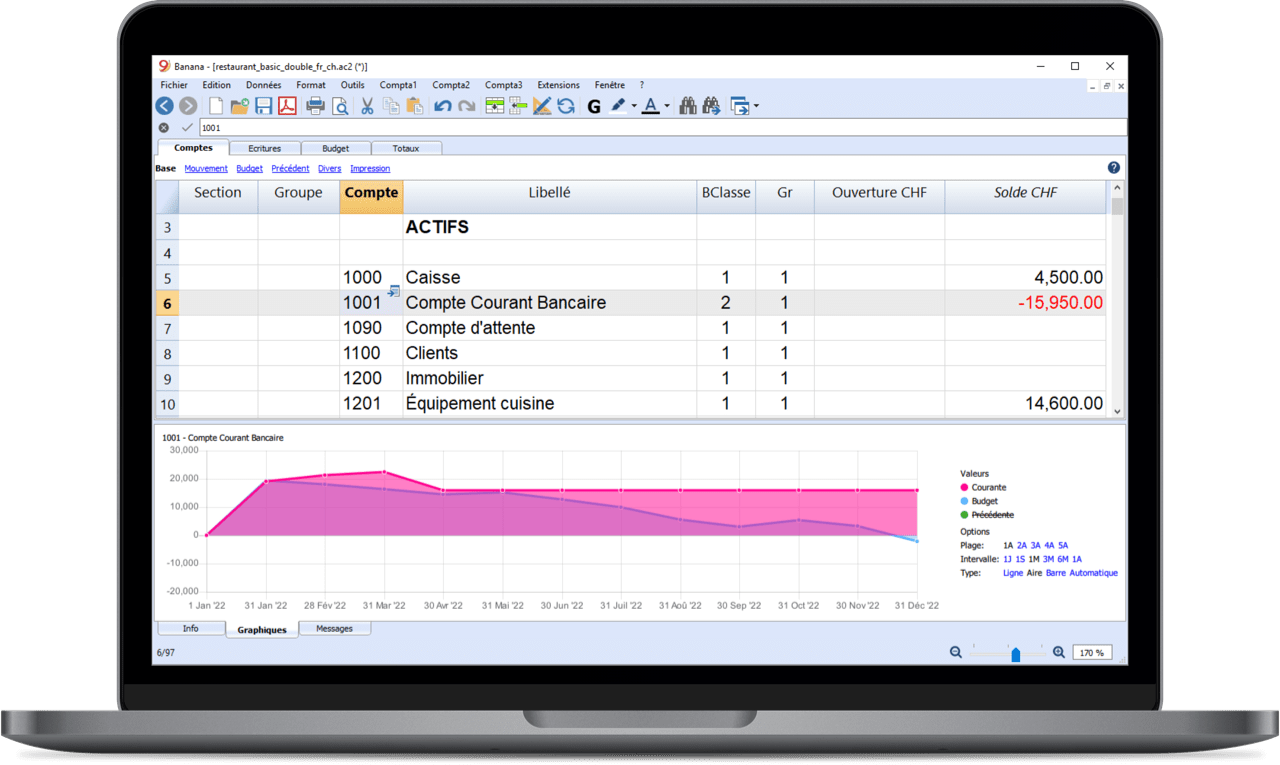 Banana - [restaurant_basic_double_fr_ch.ac2 (*)]
Fichier Edition Données Format Outils Compta1 Compta2 Compta3 Extensions Fenêtre ?
G A
1001
Comptes Ecritures Budget Totaux
Base Mouvement Budget Précédent Divers Impression ?
Section Groupe Compte Libellé BClasse Gr Ouverture CHF Solde CHF
3 ACTIFS
4
5 1000 Caisse 1 1 4,500.00
6 1001 Compte Courant Bancaire 2 1 -15,950.00
7 1090 Compte d'attente 1 1
8 1100 Clients 1 1
9 1200 Immobilier 1 1
10 1201 Équipement cuisine 1 1 14,600.00
1001 - Compte Courant Bancaire
30,000
20,000
10,000
0
-10,000
-20,000
1 Jan '22 31 Jan '22 28 Fév '22 31 Mar '22 30 Avr '22 31 Mai '22 30 Jun '22 31 Juil '22 31 Aoû '22 30 Sep '22 31 Oct '22 30 Nov '22 31 Déc '22
Valeurs
Courante
Budget
Précédente
Options
Plage: 1A 2A 3A 4A 5A
Intervalle: 1J 1S 1M 3M 6M 1A
Type: Ligne Aire Barre Automatique
Info Graphiques Messages
6/97 170 %